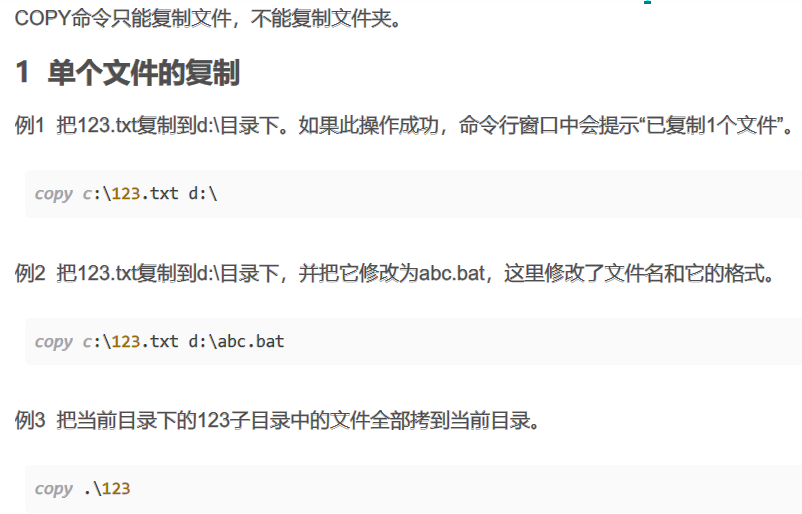 COPY命令只能复制文件，不能复制文件夹。
1 单个文件的复制
例1 把123.txt复制到d:\目录下。如果此操作成功，命令行窗口中会提示“已复制1个文件”。
copy c:\123.txt d:\
例2 把123.txt复制到d:\目录下，并把它修改为abc.bat，这里修改了文件名和它的格式。
copy c:\123.txt d:\abc.bat
例3 把当前目录下的123子目录中的文件全部拷到当前目录。
copy .\123